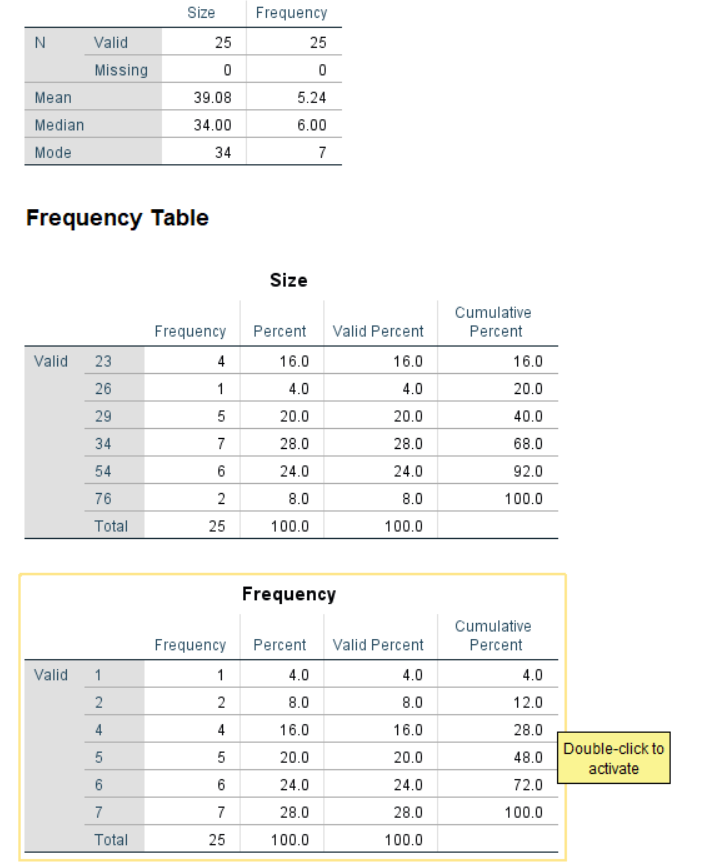 Size Frequency
N Valid 25 25
Missing 0 0
Mean 39.08 5.24
Median 34.00 6.00
Mode 34 7
Frequency Table
Size
Frequency Percent Valid Percent Cumulative Percent
Valid 23 4 16.0 16.0 16.0
26 1 4.0 4.0 20.0
29 5 20.0 20.0 40.0
34 7 28.0 28.0 68.0
54 6 24.0 24.0 92.0
76 2 8.0 8.0 100.0
Total 25 100.0 100.0
Frequency
Frequency Percent Valid Percent Cumulative Percent
Valid 1 1 4.0 4.0 4.0
2 2 8.0 8.0 12.0
4 4 16.0 16.0 28.0
5 5 20.0 20.0 48.0
6 6 24.0 24.0 72.0
7 7 28.0 28.0 100.0
Total 25 100.0 100.0
Double-click to
activate